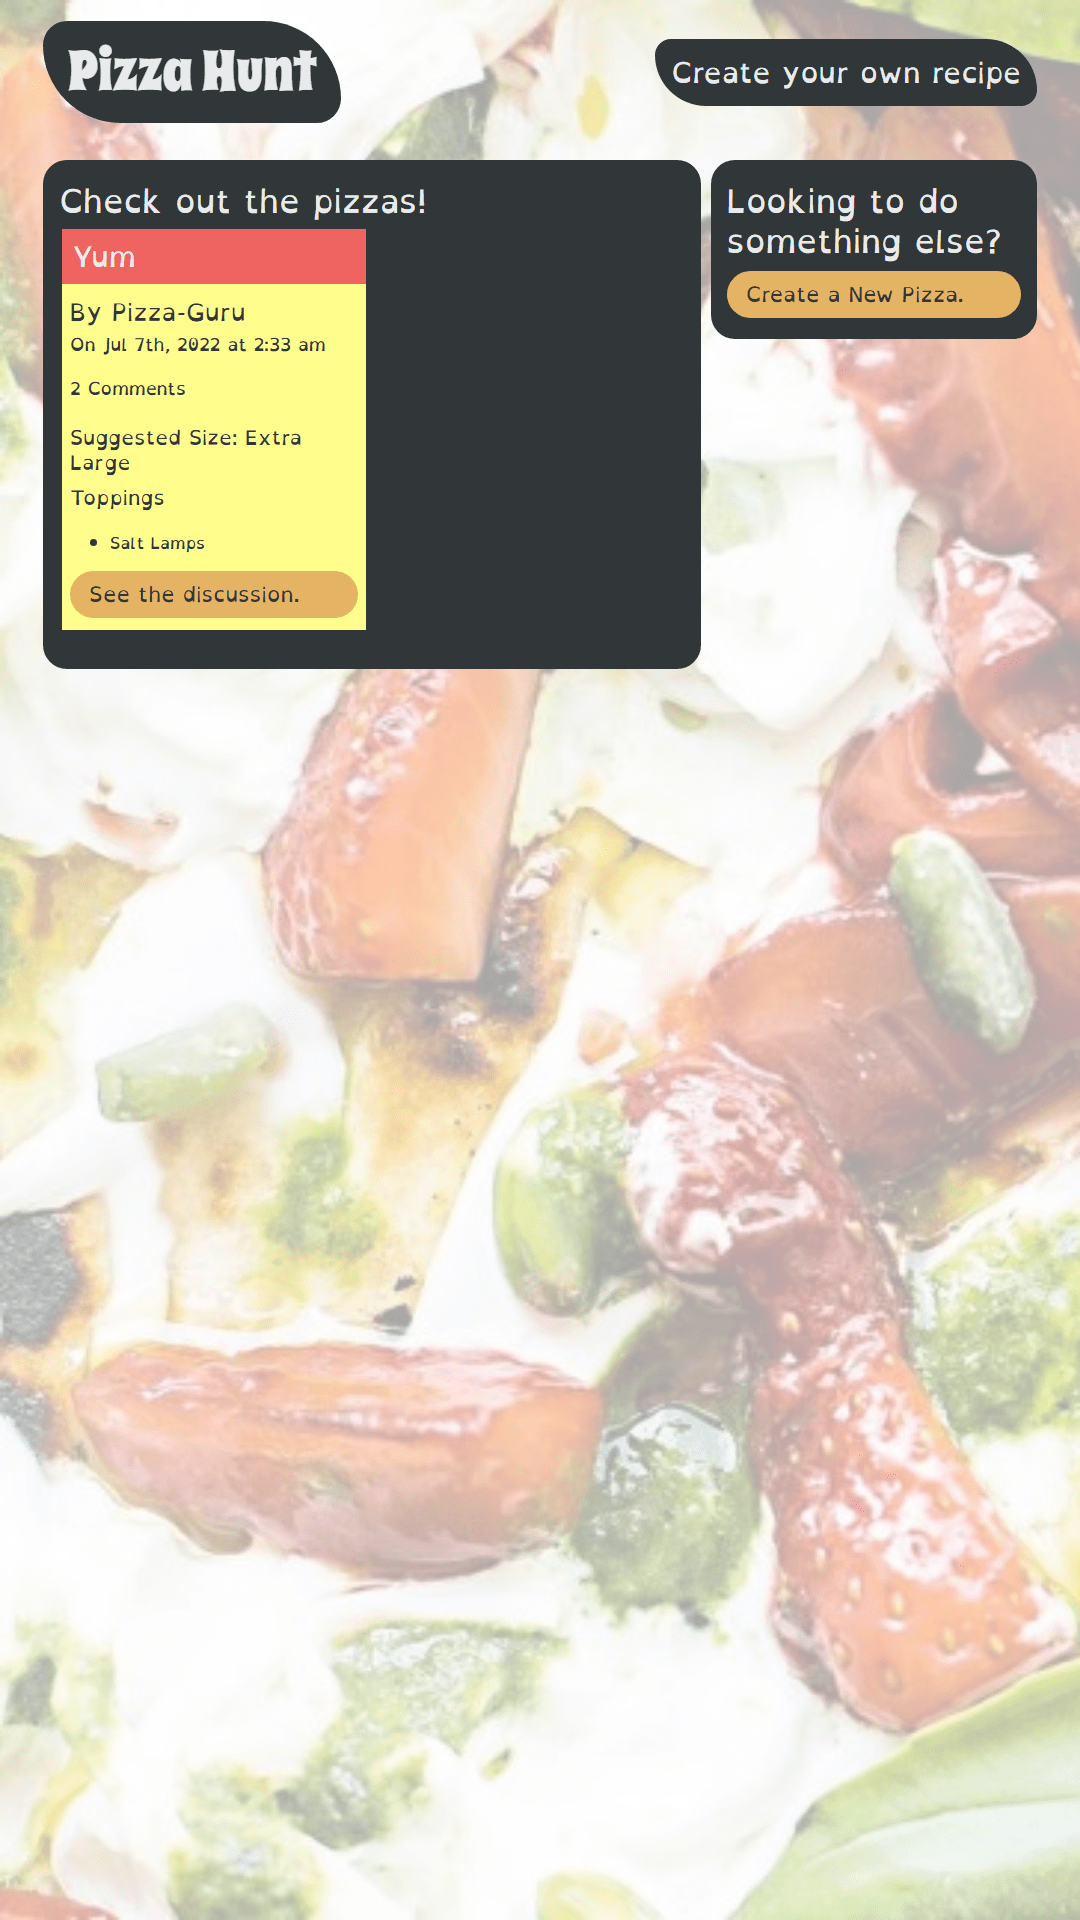 Pizza Hunt
Create your own recipe
Check out the pizzas!
Yum
By Pizza-Guru
On Jul 7th, 2022 at 2:33 am
2 Comments
Suggested Size: Extra
Large
Toppings
Salt Lamps
See the discussion.
Looking to do
something else?
Create a New Pizza.